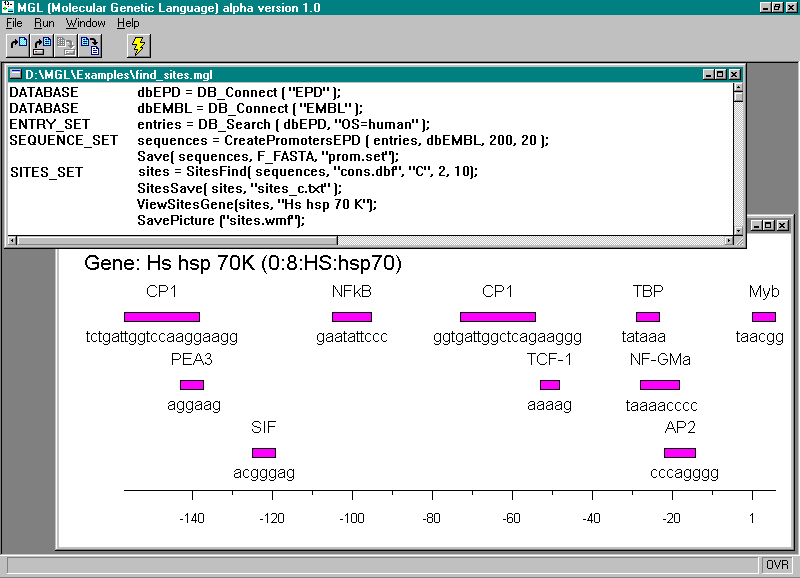 MGL (Molecular Genetic Language) alpha version 1.0
File Run Window Help
D:\MGL\Examples\find_sites.mgl
DATABASE dbEPD = DB_Connect ( "EPD" );
DATABASE dbEMBL = DB_Connect ( "EMBL" );
ENTRY_SET entries = DB_Search ( dbEPD, "OS=human" );
SEQUENCE_SET sequences = CreatePromotersEPD ( entries, dbEMBL, 200, 20 );
Save( sequences, F_FASTA, "prom.set");
SITES_SET sites = SitesFind( sequences, "cons.dbf", "C", 2, 10);
SitesSave( sites, "sites_c.txt" );
ViewSitesGene(sites, "Hs hsp 70 K");
SavePicture ("sites.wmf");
Gene: Hs hsp 70K (0:8:HS:hsp70)
CP1 NFkB CP1 TBP Myb
tctgattggtccaaggaagg gaatattccc ggtgattggctcagaaggg tataaa taacgg
PEA3 TCF-1 NF-GMa
aggaag aaaag taaaacccc
SIF AP2
acgggag cccagggg
-140 -120 -100 -80 -60 -40 -20 1
OVR